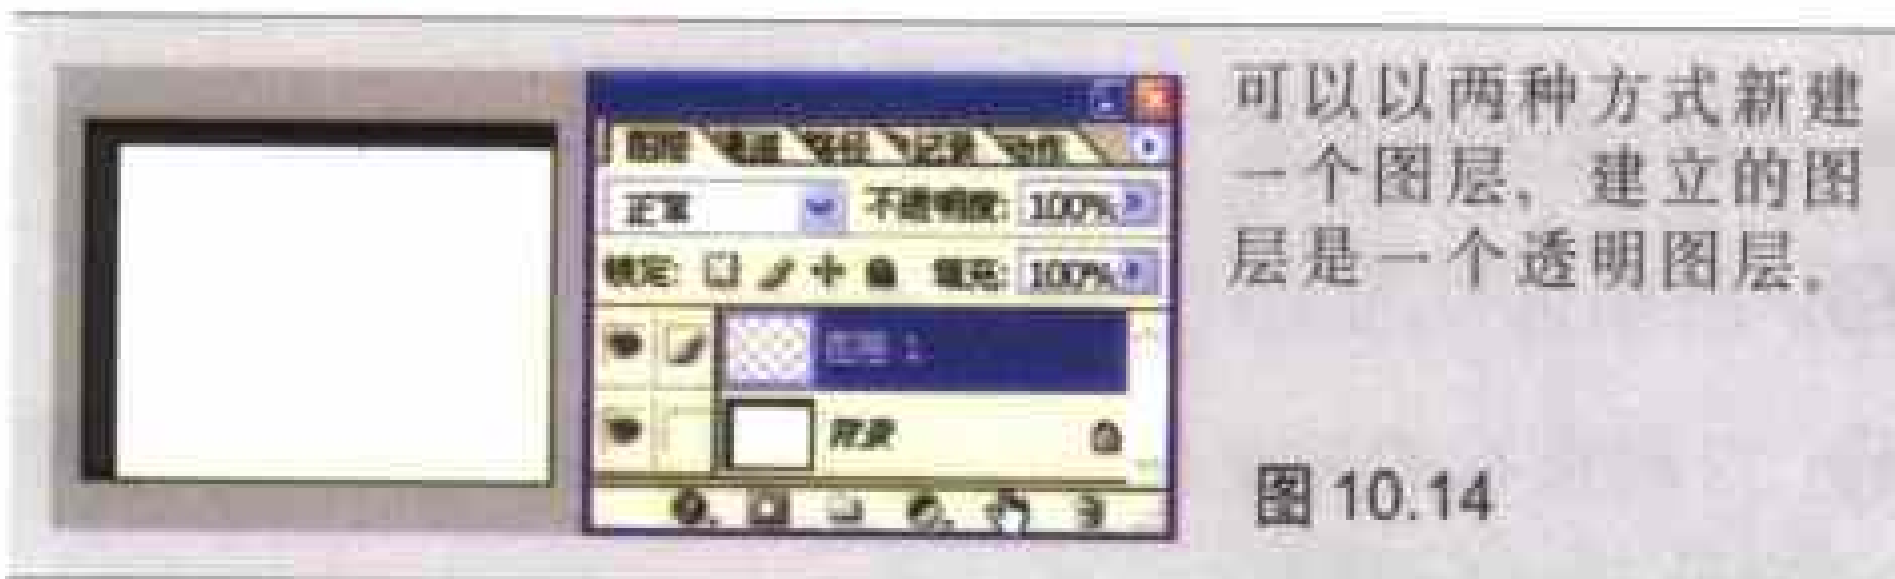 可以以两种方式新建
一个图层，建立的图
层是一个透明图层。
图层 通道 路径 记录 动作
正常 不透明度: 100%
锁定: 填充: 100%
图层 1
背景
图 10.14